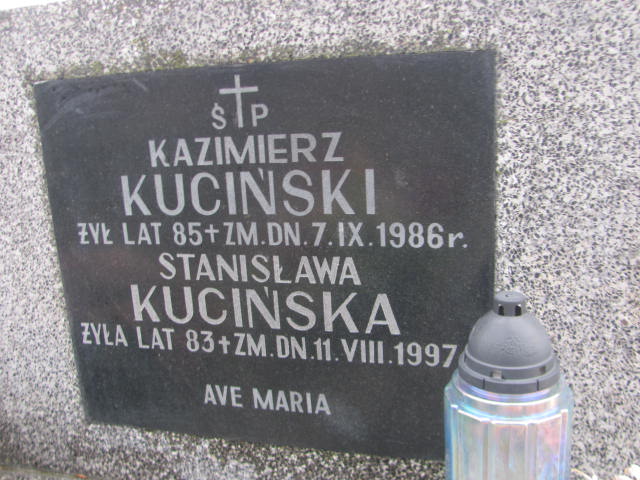 Ś P
KAZIMIERZ
KUCIŃSKI
ŻYŁ LAT 85+ZM.DN.7.IX.1986r.
STANISŁAWA
KUCIŃSKA
ŻYŁA LAT 83+ZM.DN.11.VIII.1997
AVE MARIA